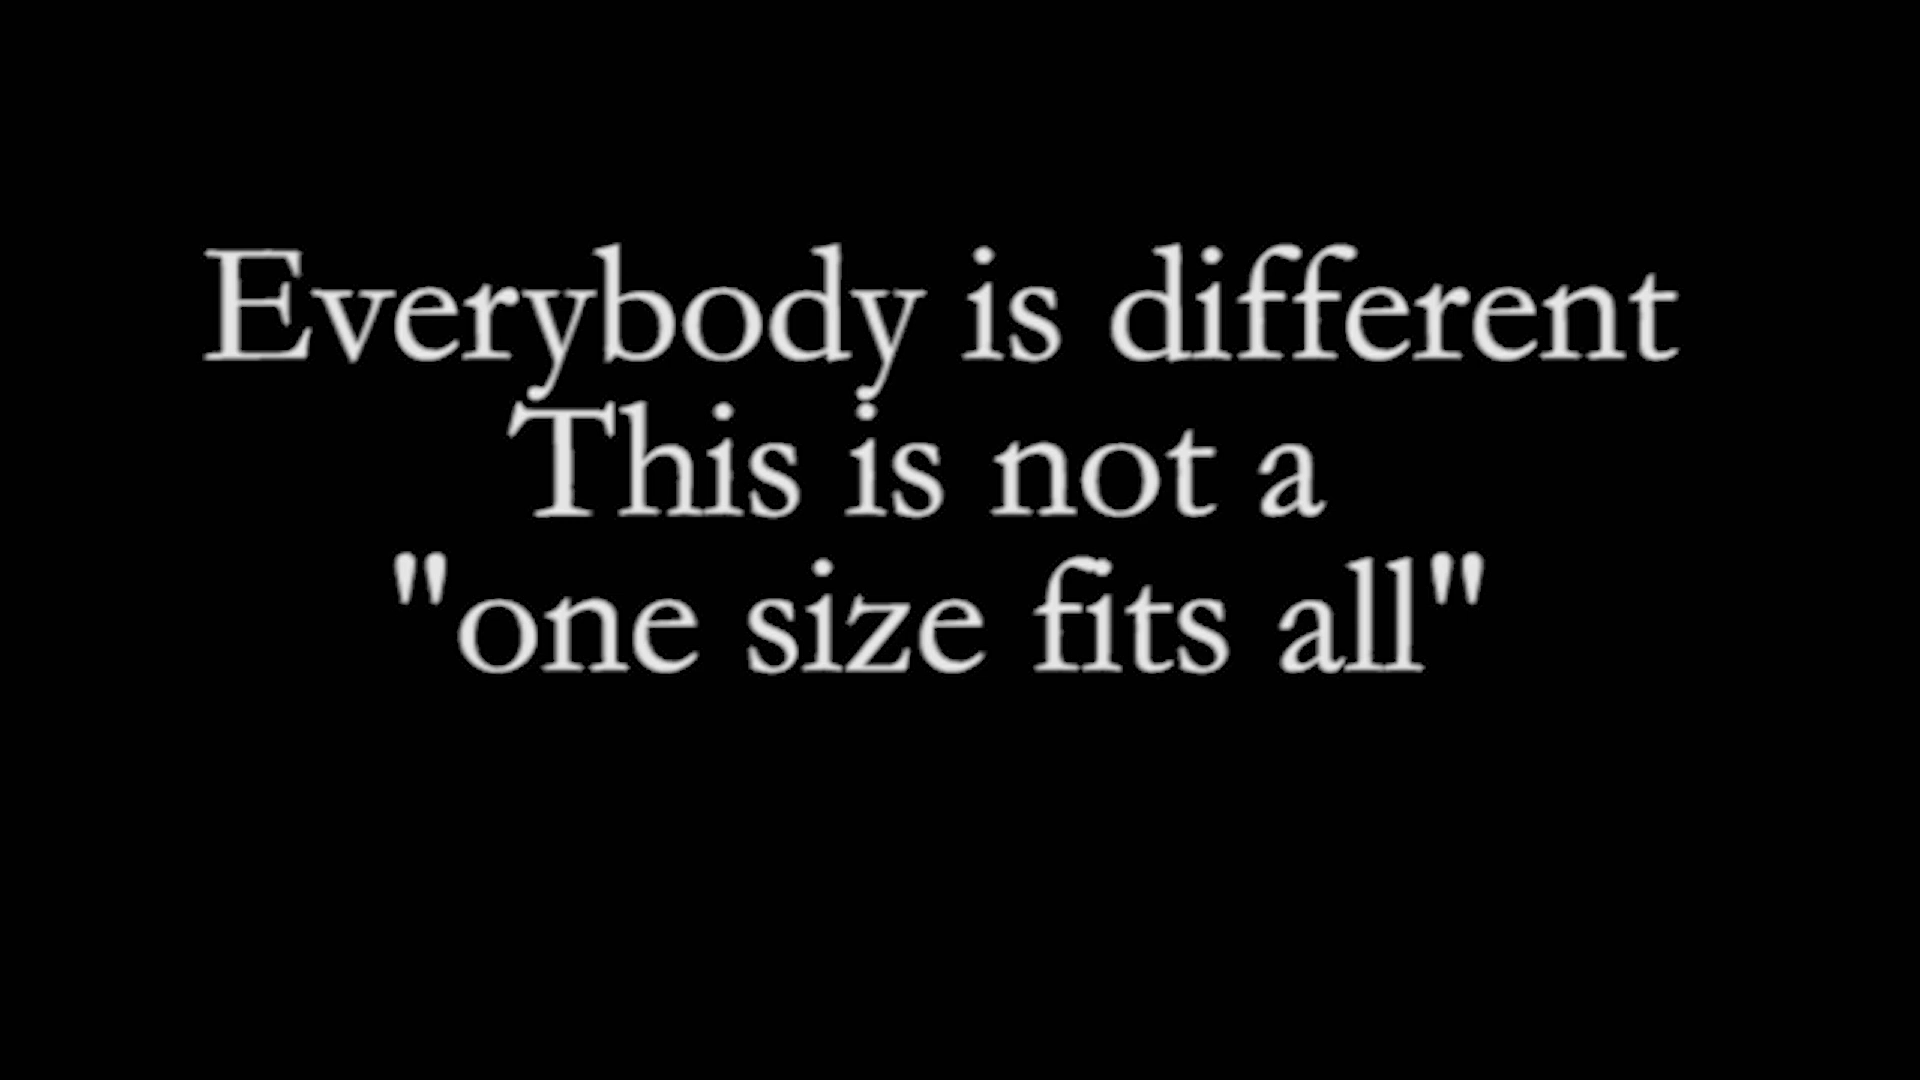 Everybody is different
This is not a
"one size fits all"